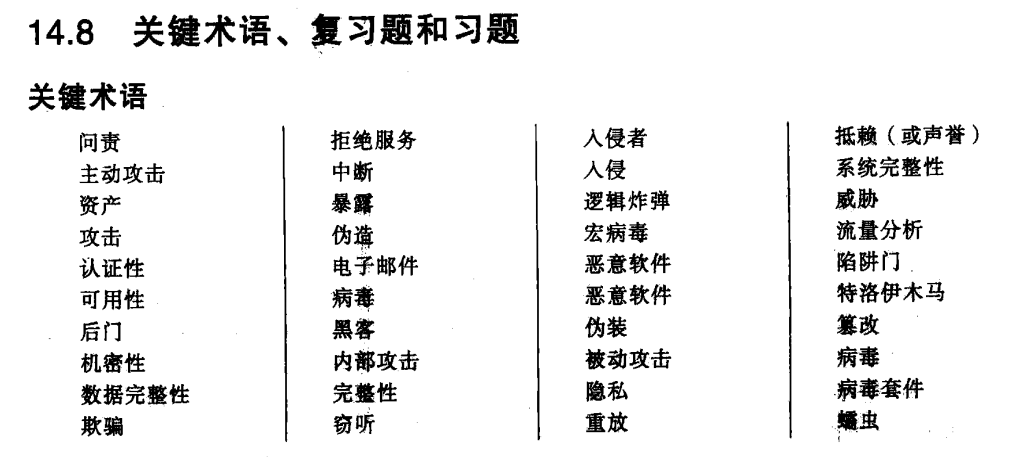 14.8 关键术语、复习题和习题
关键术语
问责
主动攻击
资产
攻击
认证性
可用性
后门
机密性
数据完整性
欺骗
拒绝服务
中断
暴露
伪造
电子邮件
病毒
黑客
内部攻击
完整性
窃听
入侵者
入侵
逻辑炸弹
宏病毒
恶意软件
恶意软件
伪装
被动攻击
隐私
重放
抵赖（或声誉）
系统完整性
威胁
流量分析
陷阱门
特洛伊木马
篡改
病毒
病毒套件
蠕虫